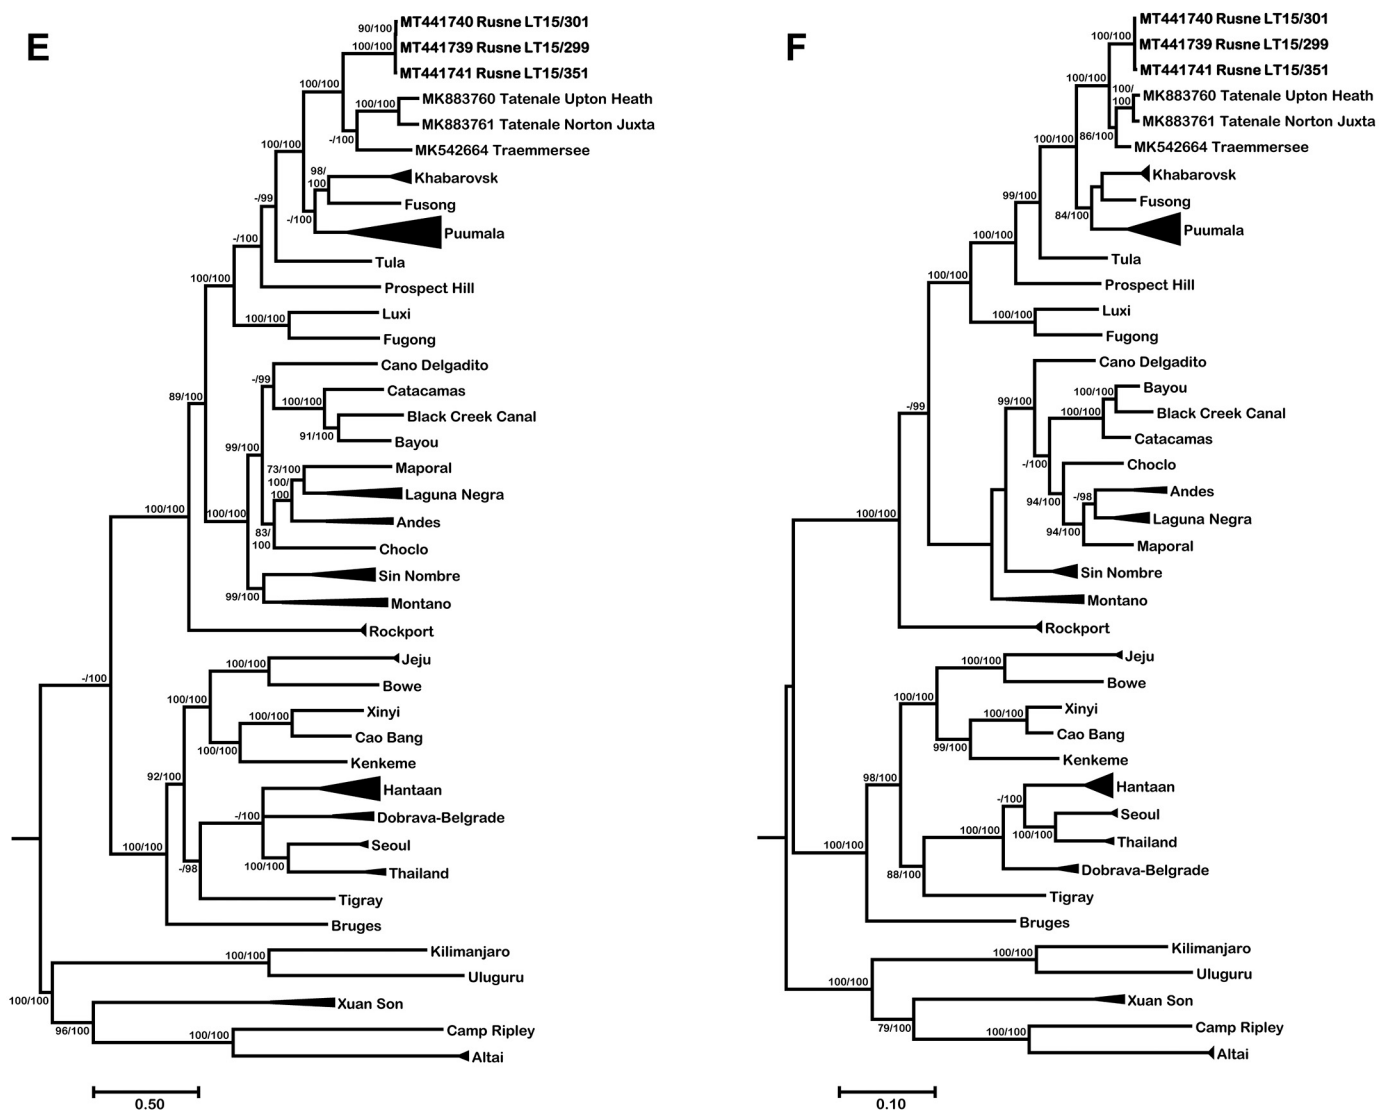 E
90/100
MT441740 Rusne LT15/301
100/100
MT441739 Rusne LT15/299
MT441741 Rusne LT15/351
100/100
100/100
MK883760 Tatenale Upton Heath
MK883761 Tatenale Norton Juxta
-/100
MK542664 Traemmersee
100/100
98/
100
Khabarovsk
Fusong
-/99
-/100
Puumala
-/100
Tula
100/100
Prospect Hill
100/100
Luxi
Fugong
Cano Delgadito
-/99
Catacamas
89/100
100/100
Black Creek Canal
91/100
Bayou
99/100
73/100
Maporal
100/
100
Laguna Negra
100/100
100/100
Andes
83/
100
Choclo
Sin Nombre
99/100
Montano
Rockport
100/100
Jeju
-/100
Bowe
100/100
100/100
Xinyi
Cao Bang
100/100
Kenkeme
92/100
Hantaan
-/100
Dobrava-Belgrade
100/100
Seoul
100/100
Thailand
-/98
Tigray
Bruges
100/100
Kilimanjaro
Uluguru
100/100
Xuan Son
96/100
100/100
Camp Ripley
Altai
0.50
F
MT441740 Rusne LT15/301
100/100
MT441739 Rusne LT15/299
MT441741 Rusne LT15/351
100/100
100/
100
MK883760 Tatenale Upton Heath
MK883761 Tatenale Norton Juxta
86/100
MK542664 Traemmersee
100/100
Khabarovsk
99/100
Fusong
84/100
Puumala
100/100
Tula
100/100
Prospect Hill
100/100
Luxi
Fugong
Cano Delgadito
100/100
Bayou
-/99
99/100
100/100
Black Creek Canal
Catacamas
-/100
Choclo
94/100
-/98
Andes
100/100
94/100
Laguna Negra
Maporal
Sin Nombre
Montano
Rockport
100/100
Jeju
Bowe
100/100
100/100
Xinyi
Cao Bang
99/100
Kenkeme
98/100
Hantaan
-/100
Seoul
100/100
100/100
Thailand
100/100
88/100
Dobrava-Belgrade
Tigray
Bruges
100/100
Kilimanjaro
Uluguru
100/100
Xuan Son
79/100
100/100
Camp Ripley
Altai
0.10